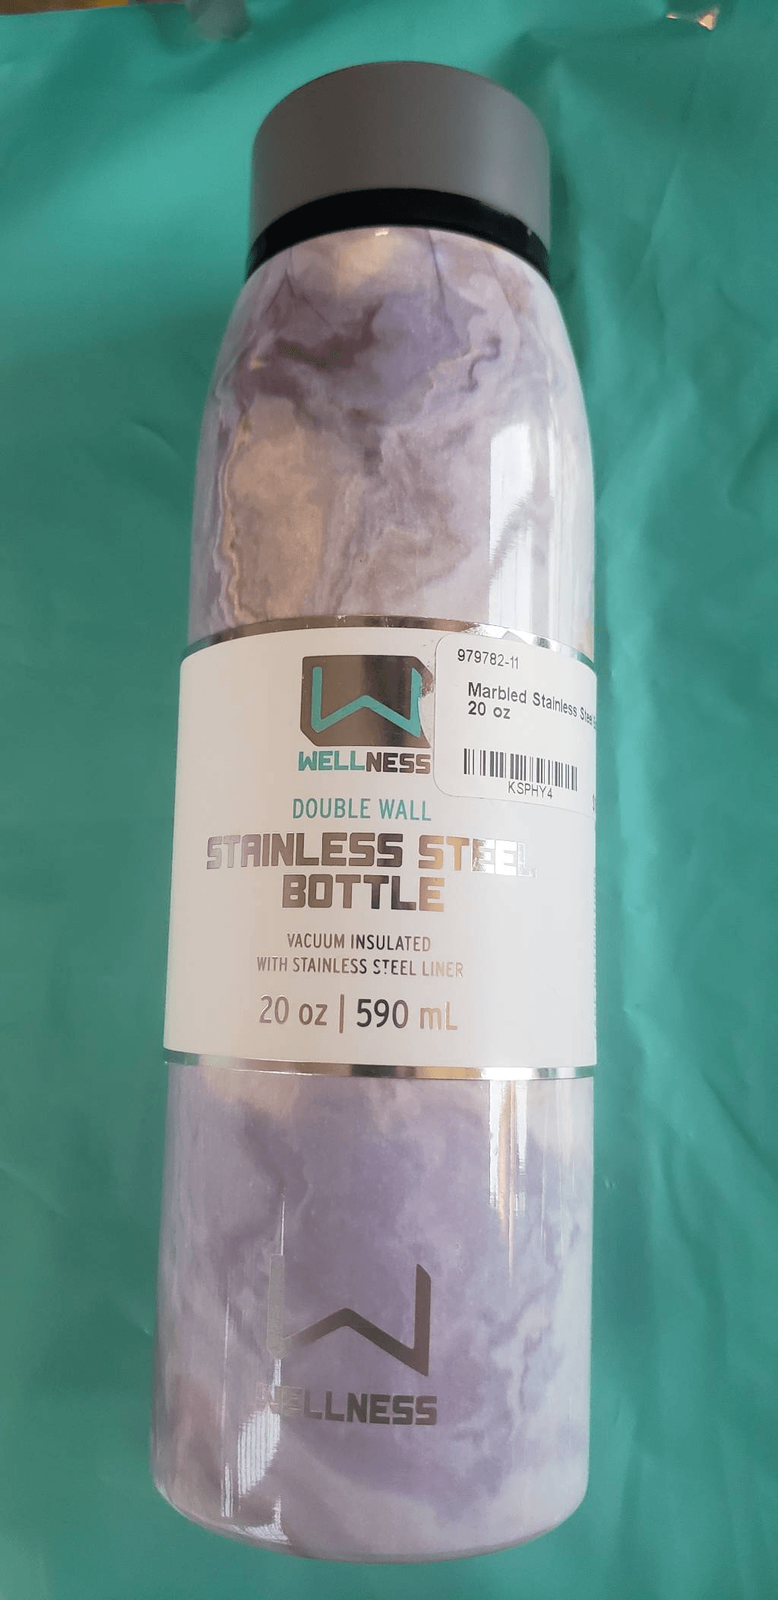 979782-11
Marbled Stainless Steel
20 oz
KSPHY4
WELLNESS
DOUBLE WALL
STAINLESS STEEL
BOTTLE
VACUUM INSULATED
WITH STAINLESS STEEL LINER
20 oz | 590 mL
WELLNESS